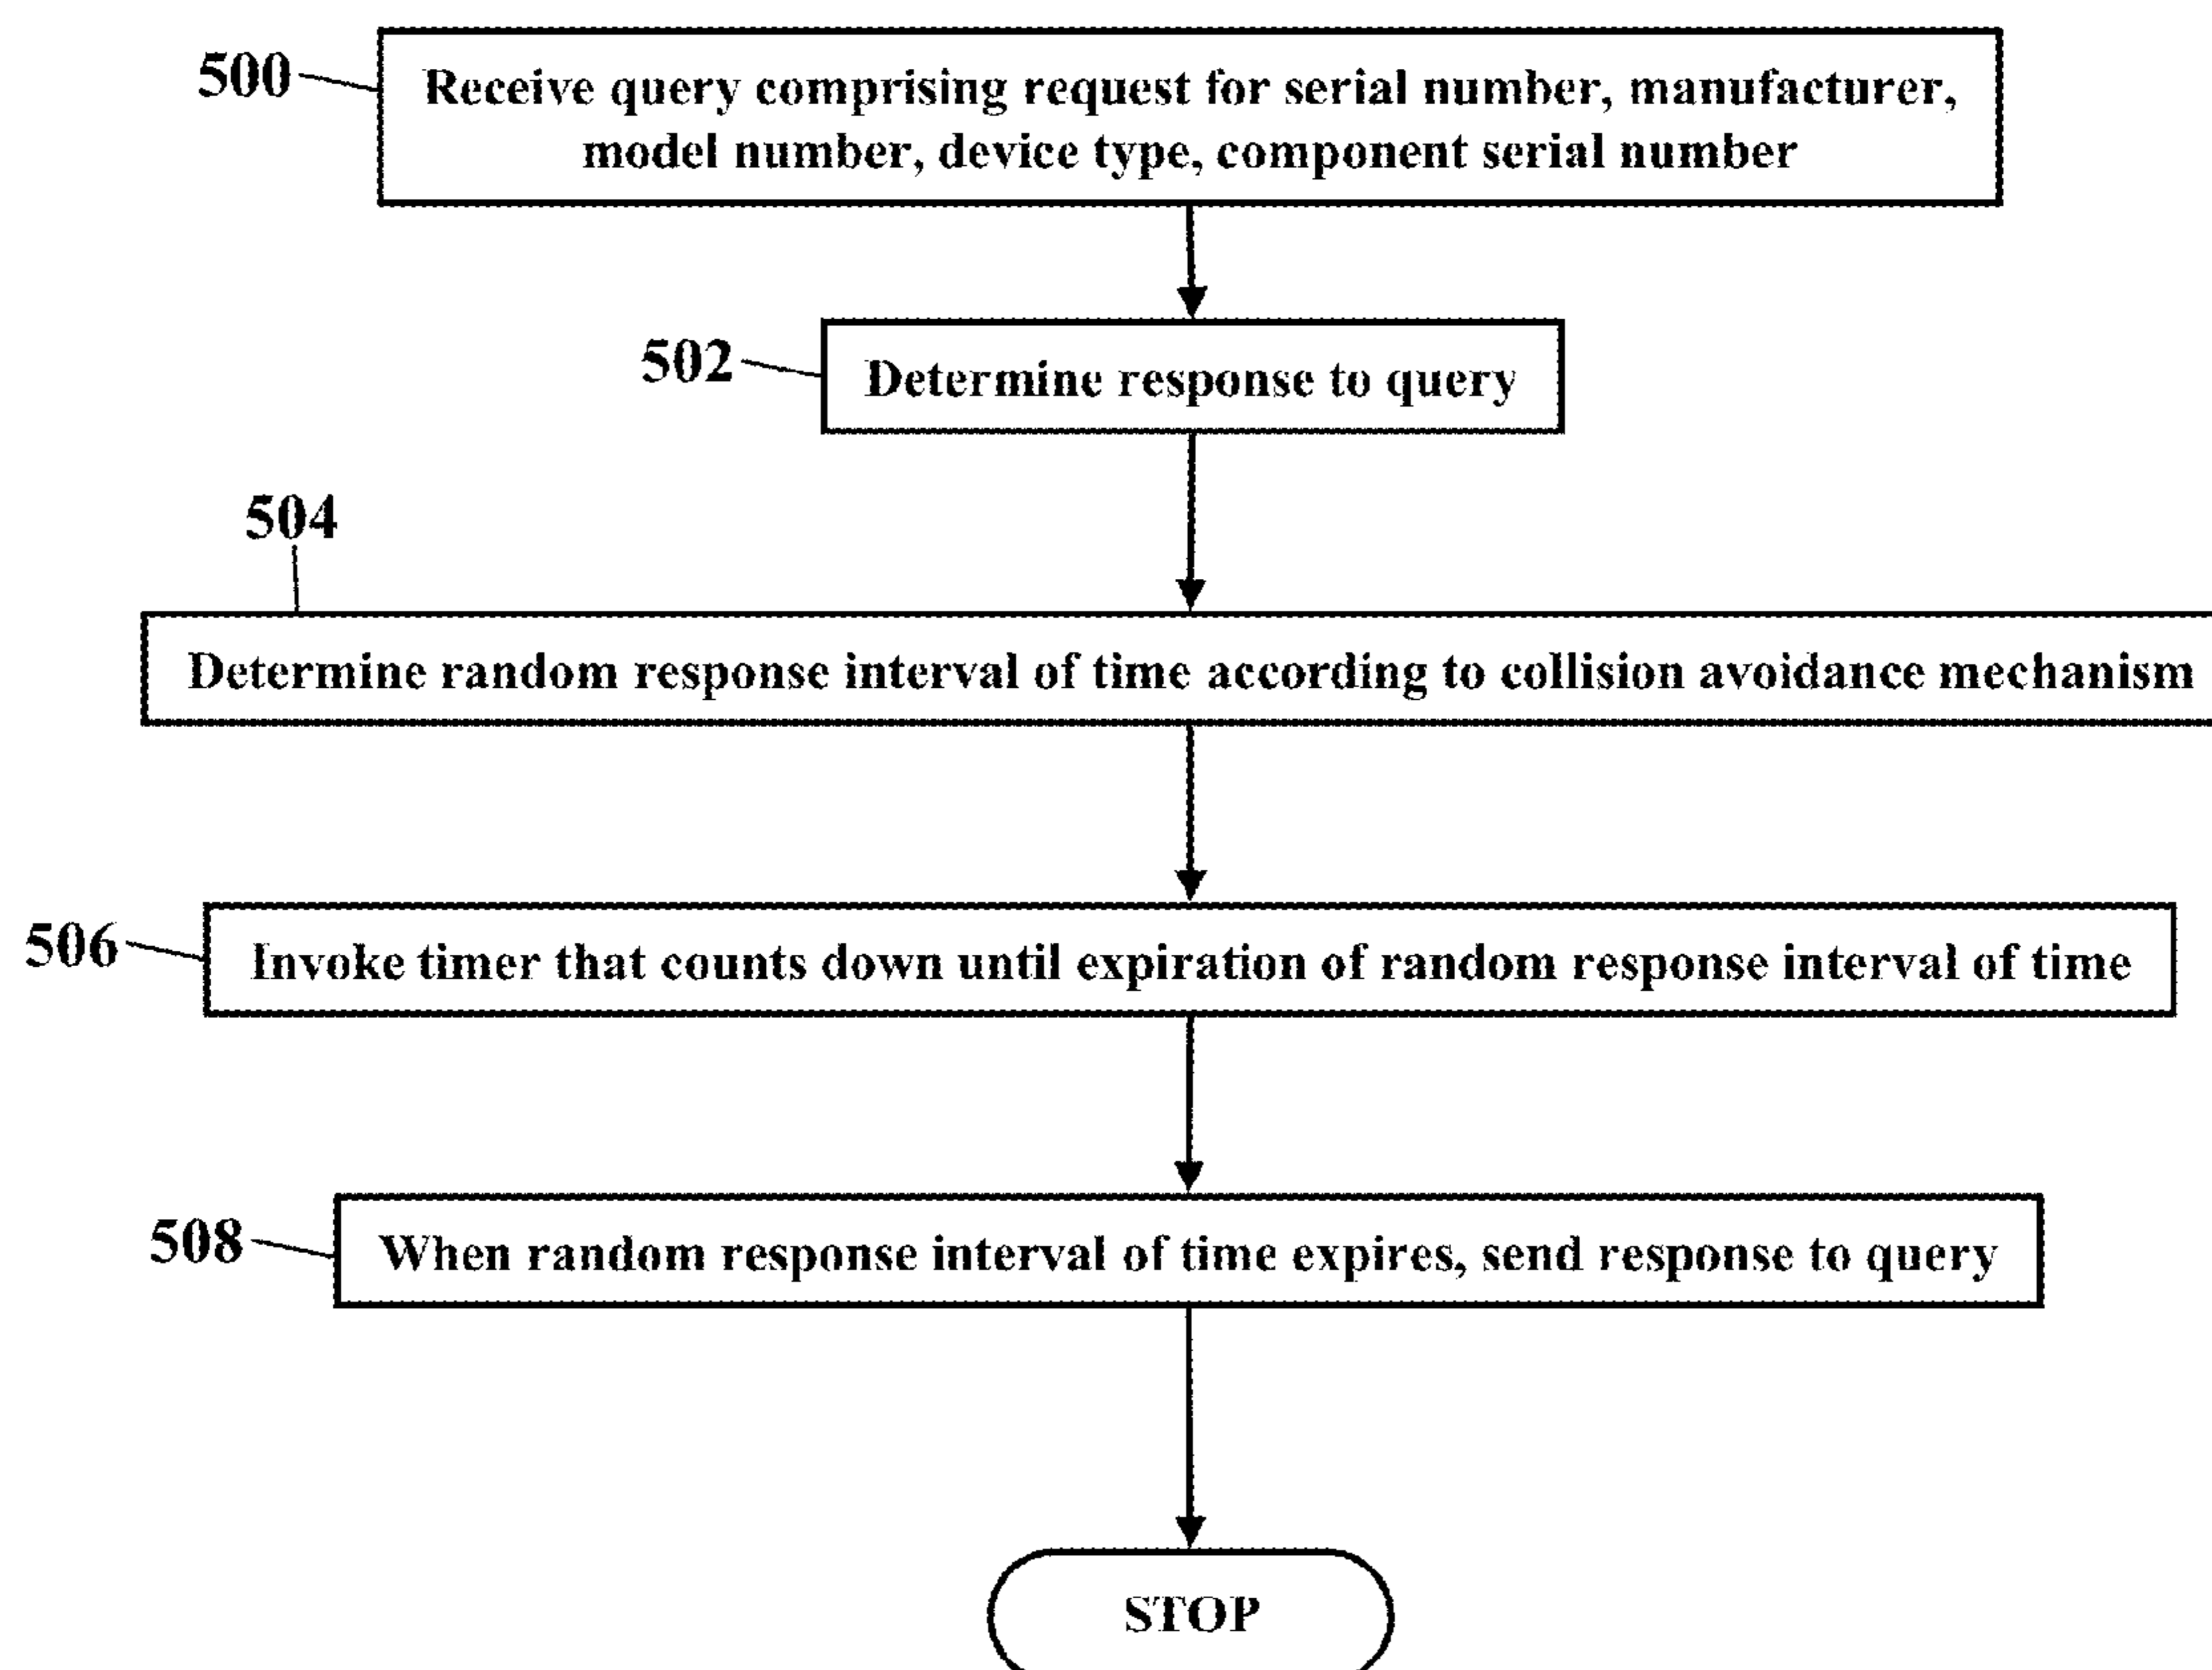 500
Receive query comprising request for serial number, manufacturer,
model number, device type, component serial number
502
Determine response to query
504
Determine random response interval of time according to collision avoidance mechanism
506
Invoke timer that counts down until expiration of random response interval of time
508
When random response interval of time expires, send response to query
STOP